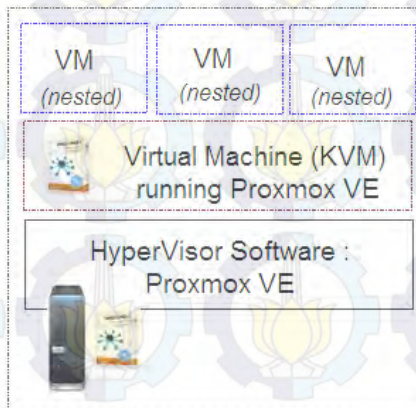 VM
(nested)
VM
(nested)
VM
(nested)
Virtual Machine (KVM)
running Proxmox VE
HyperVisor Software :
Proxmox VE